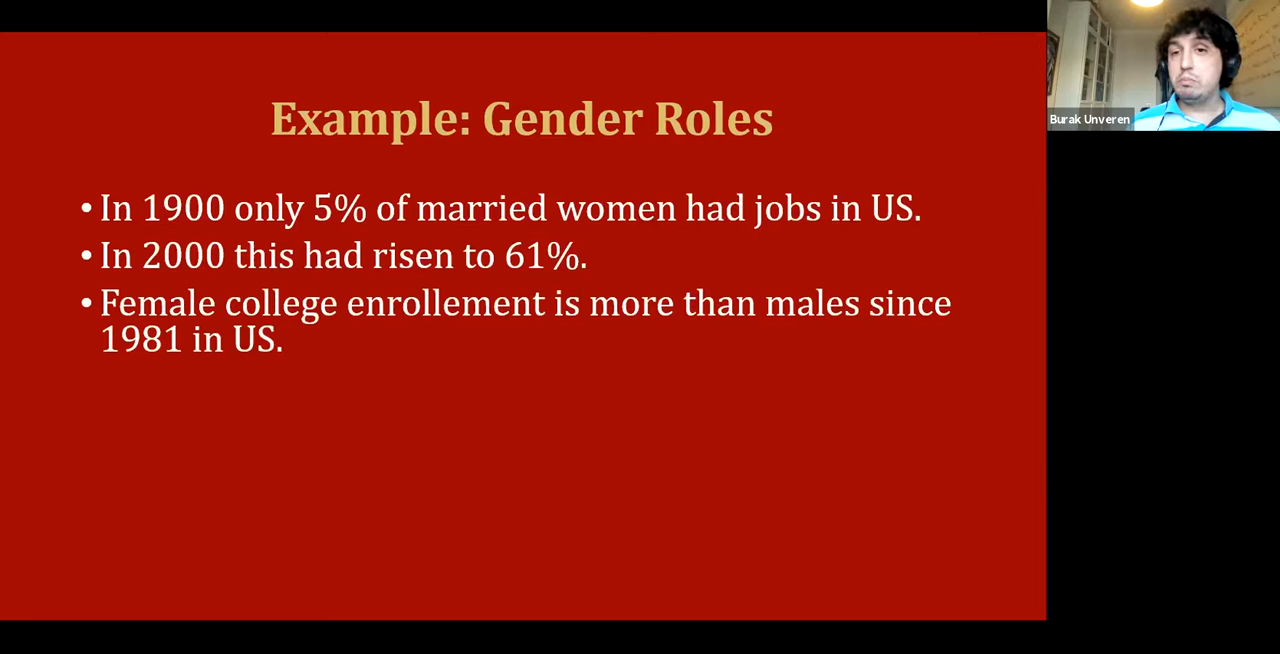 Example: Gender Roles
• In 1900 only 5% of married women had jobs in US.
• In 2000 this had risen to 61%.
• Female college enrollement is more than males since
1981 in US.
Burak Unveren